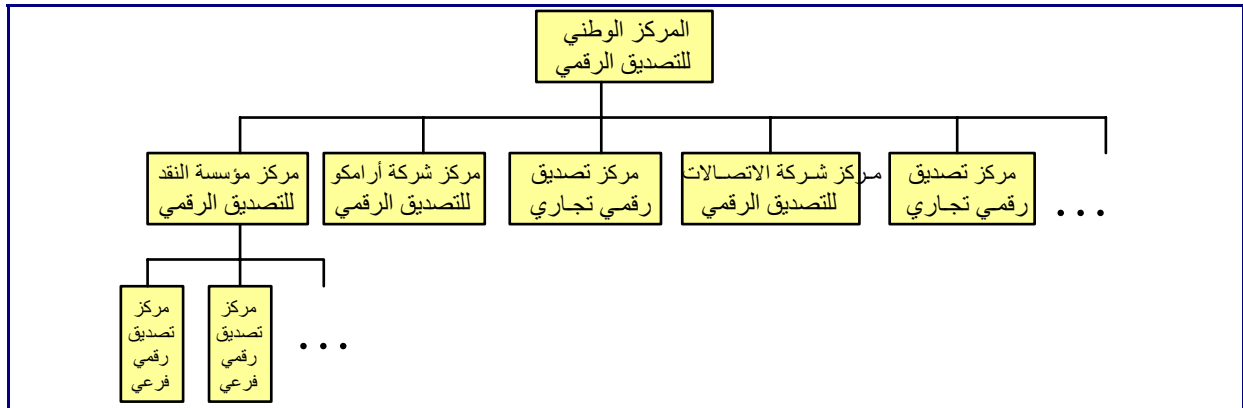 المركز الوطني
للتصديق الرقمي
مركز مؤسسة النقد
للتصديق الرقمي
مركز شركة أرامكو
للتصديق الرقمي
مركز تصديق
رقمي تجاري
مركز شركة الاتصالات
للتصديق الرقمي
مركز تصديق
رقمي تجاري
...
مركز
تصديق
رقمي
فرعي
مركز
تصديق
رقمي
فرعي
...